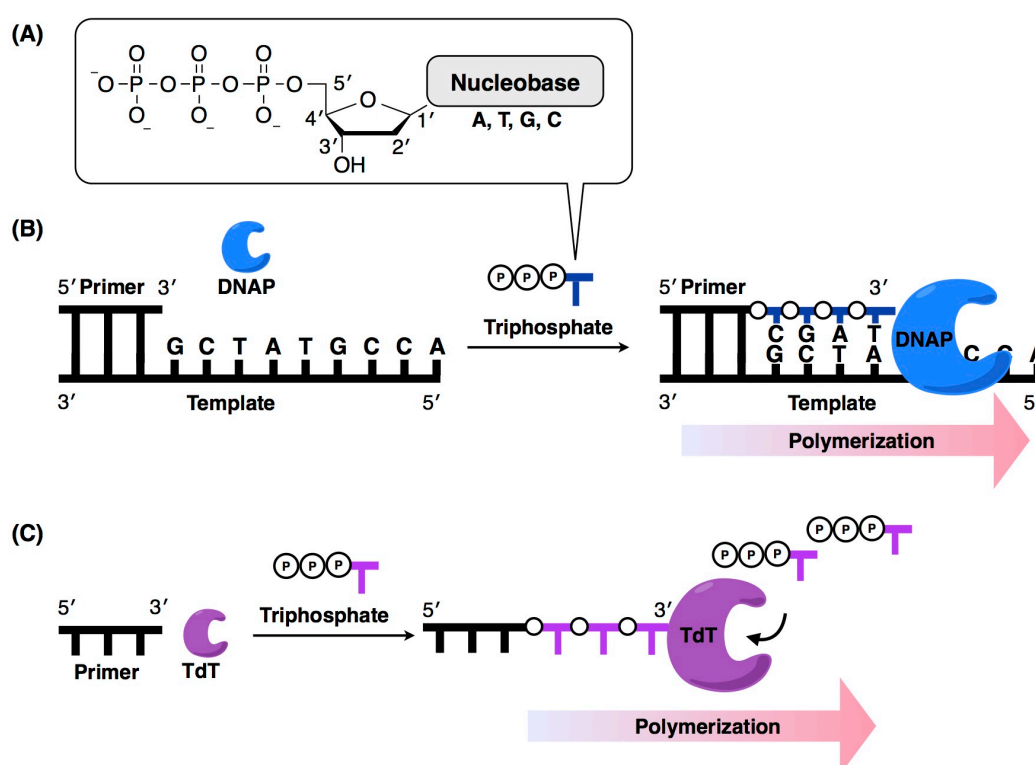 (A)
O O O
⁻O–P–O–P–O–P–O 5′
O⁻ O⁻ O⁻
O
4′ 1′
3′ 2′
OH
Nucleobase
A, T, G, C
(B)
DNAP
5′ Primer 3′
G C T A T G C C A
3′ Template 5′
P P P
Triphosphate
5′ Primer 3′
C G A T DNAP
G C T A C C A
3′ Template 5
Polymerization
(C)
5′ 3′
Primer
TdT
P P P
Triphosphate
P P P
P P P
5′ 3′
TdT
Polymerization